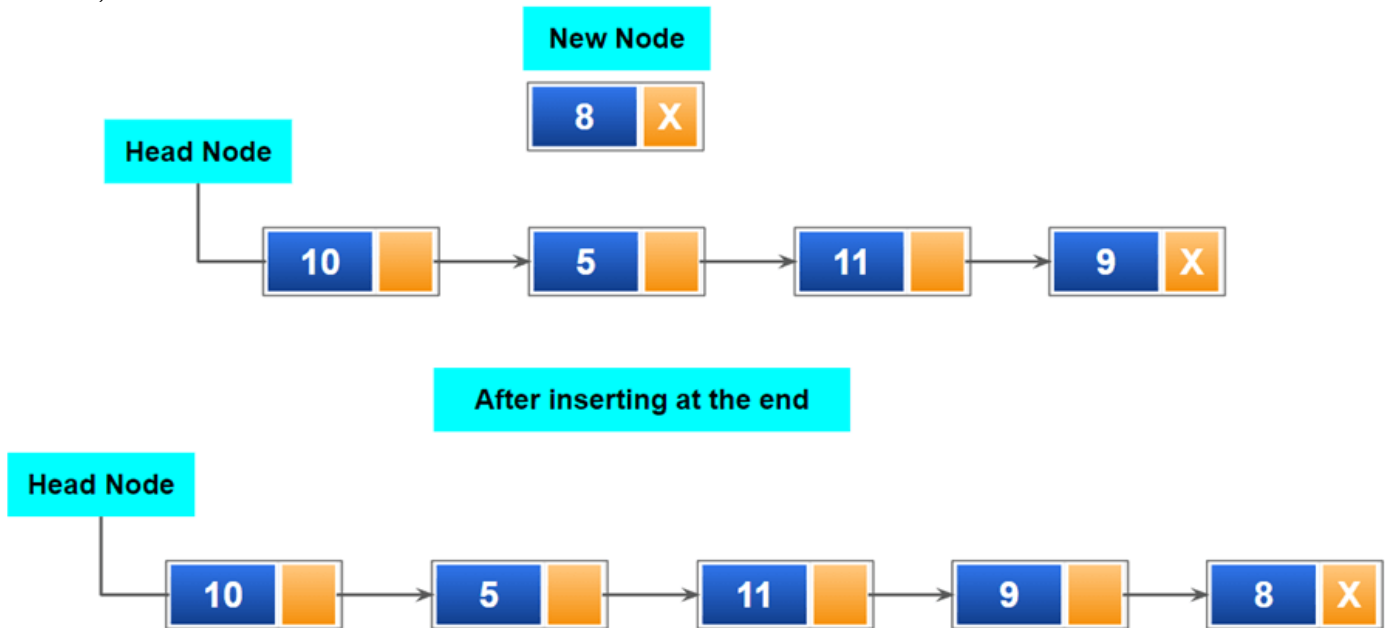 New Node
8 X
Head Node
10 5 11 9 X
After inserting at the end
Head Node
10 5 11 9 8 X